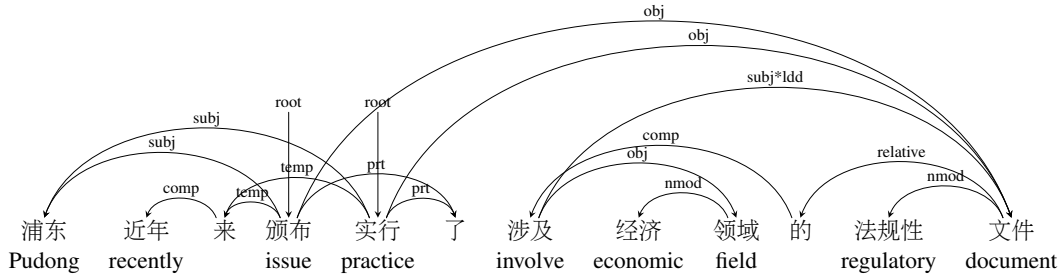 obj
obj
subj*ldd
root root
subj
comp
subj
temp
prt
obj
relative
comp
temp
prt
nmod
nmod
浦东 近年 来 颁布 实行 了 涉及 经济 领域 的 法规性 文件
Pudong recently issue practice involve economic field regulatory document